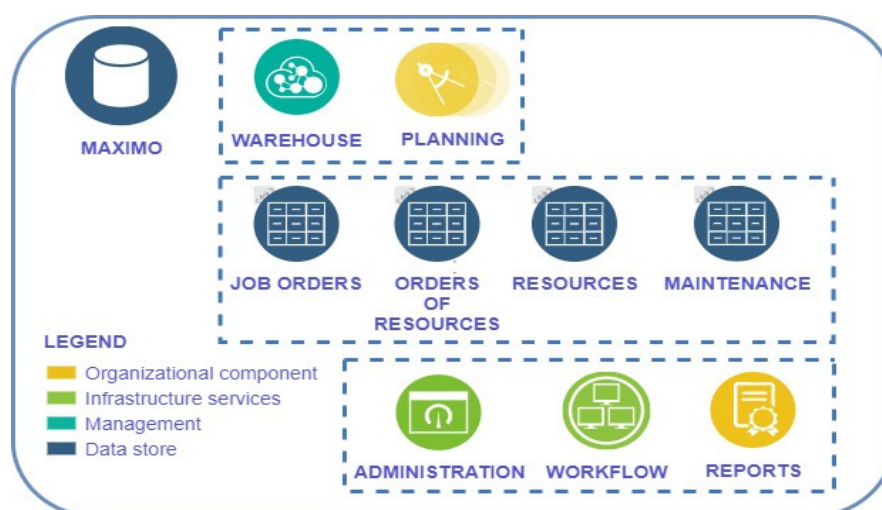 MAXIMO
WAREHOUSE
PLANNING
JOB ORDERS
ORDERS
OF
RESOURCES
RESOURCES
MAINTENANCE
LEGEND
Organizational component
Infrastructure services
Management
Data store
ADMINISTRATION
WORKFLOW
REPORTS